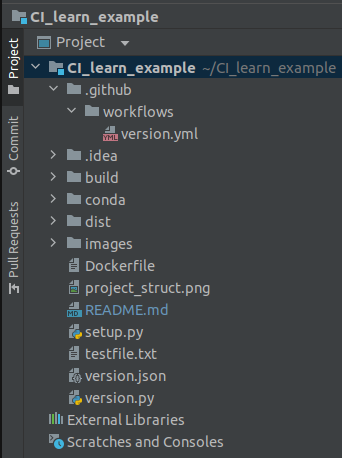 CI_learn_example
Project
Project
Commit
Pull Requests
CI_learn_example ~/CI_learn_example
.github
workflows
version.yml
.idea
build
conda
dist
images
Dockerfile
project_struct.png
README.md
setup.py
testfile.txt
version.json
version.py
External Libraries
Scratches and Consoles